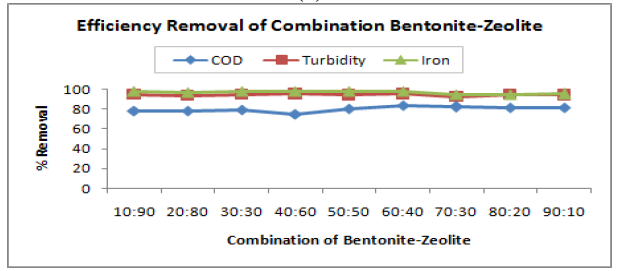 Efficiency Removal of Combination Bentonite-Zeolite
COD Turbidity Iron
% Removal
100
80
60
40
20
0
10:90 20:80 30:30 40:60 50:50 60:40 70:30 80:20 90:10
Combination of Bentonite-Zeolite